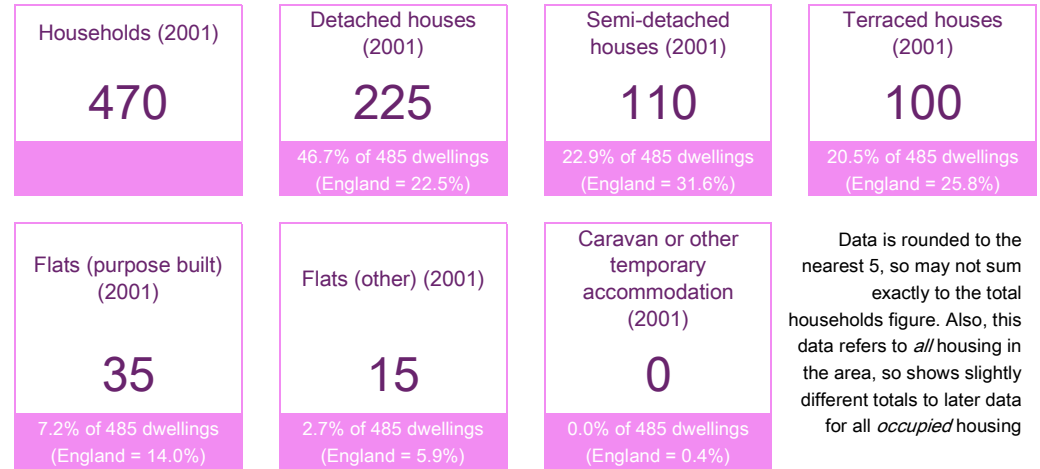 Households (2001)
470
Detached houses
(2001)
225
46.7% of 485 dwellings
(England = 22.5%)
Semi-detached
houses (2001)
110
22.9% of 485 dwellings
(England = 31.6%)
Terraced houses
(2001)
100
20.5% of 485 dwellings
(England = 25.8%)
Flats (purpose built)
(2001)
35
7.2% of 485 dwellings
(England = 14.0%)
Flats (other) (2001)
15
2.7% of 485 dwellings
(England = 5.9%)
Caravan or other
temporary
accommodation
(2001)
0
0.0% of 485 dwellings
(England = 0.4%)
Data is rounded to the
nearest 5, so may not sum
exactly to the total
households figure. Also, this
data refers to all housing in
the area, so shows slightly
different totals to later data
for all occupied housing